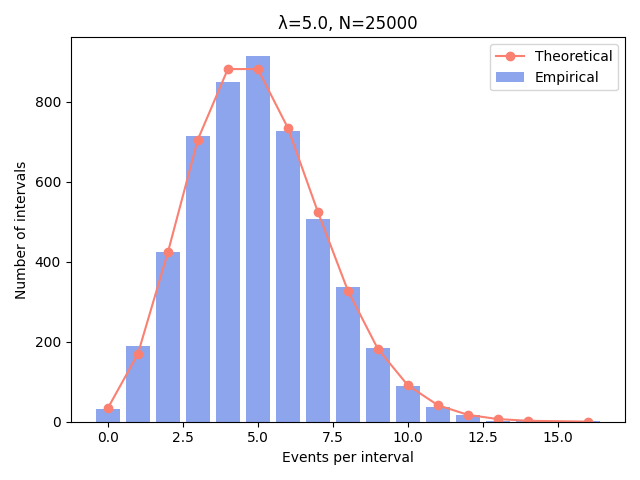 λ=5.0, N=25000
Theoretical
Empirical
Number of intervals
800
600
400
200
0
0.0 2.5 5.0 7.5 10.0 12.5 15.0
Events per interval